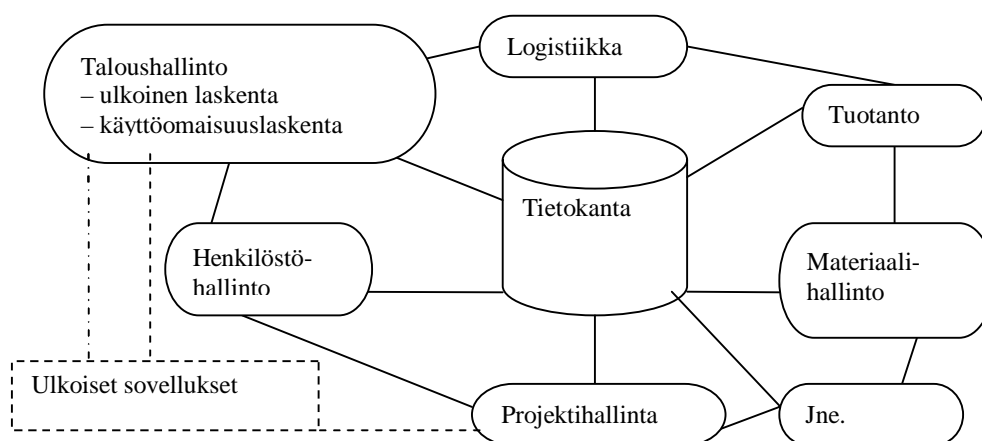 Logistiikka
Taloushallinto
– ulkoinen laskenta
– käyttöomaisuuslaskenta
Tuotanto
Tietokanta
Henkilöstö-
hallinto
Materiaali-
hallinto
Ulkoiset sovellukset
Projektihallinta
Jne.